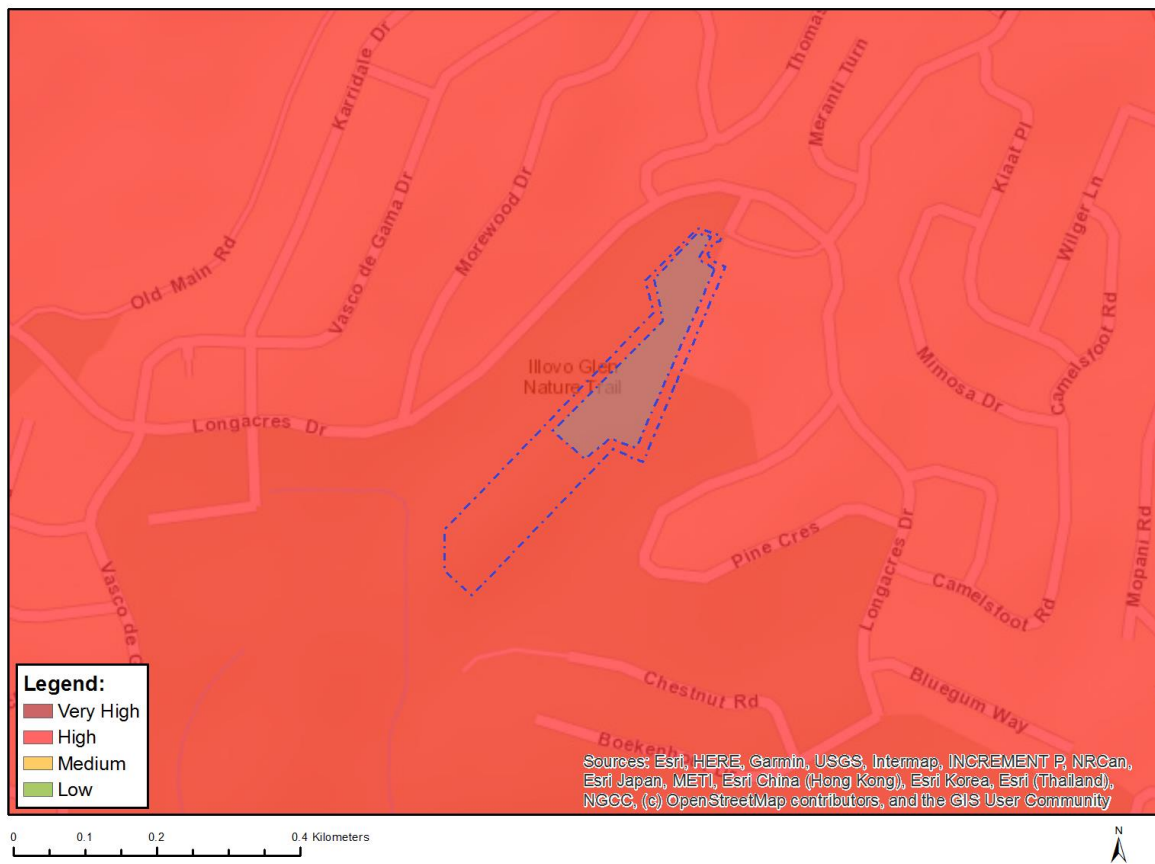 Karridale Dr
Thomas
Meranti Turn
Kiaat Pl
Wilger Ln
Vasco de Gama Dr
Morewood Dr
Old Main Rd
Camelsfoot Rd
Mimosa Dr
Illovo Glen
Nature Trail
Longacres Dr
Pine Cres
Longacres Dr
Mopani Rd
Camelsfoot Rd
Vasco de G
Chestnut Rd
Bluegum Way
Legend:
Very High
High
Medium
Low
Sources: Esri, HERE, Garmin, USGS, Intermap, INCREMENT P, NRCan,
Esri Japan, METI, Esri China (Hong Kong), Esri Korea, Esri (Thailand),
NGCC, (c) OpenStreetMap contributors, and the GIS User Community
0 0.1 0.2 0.4 Kilometers
N